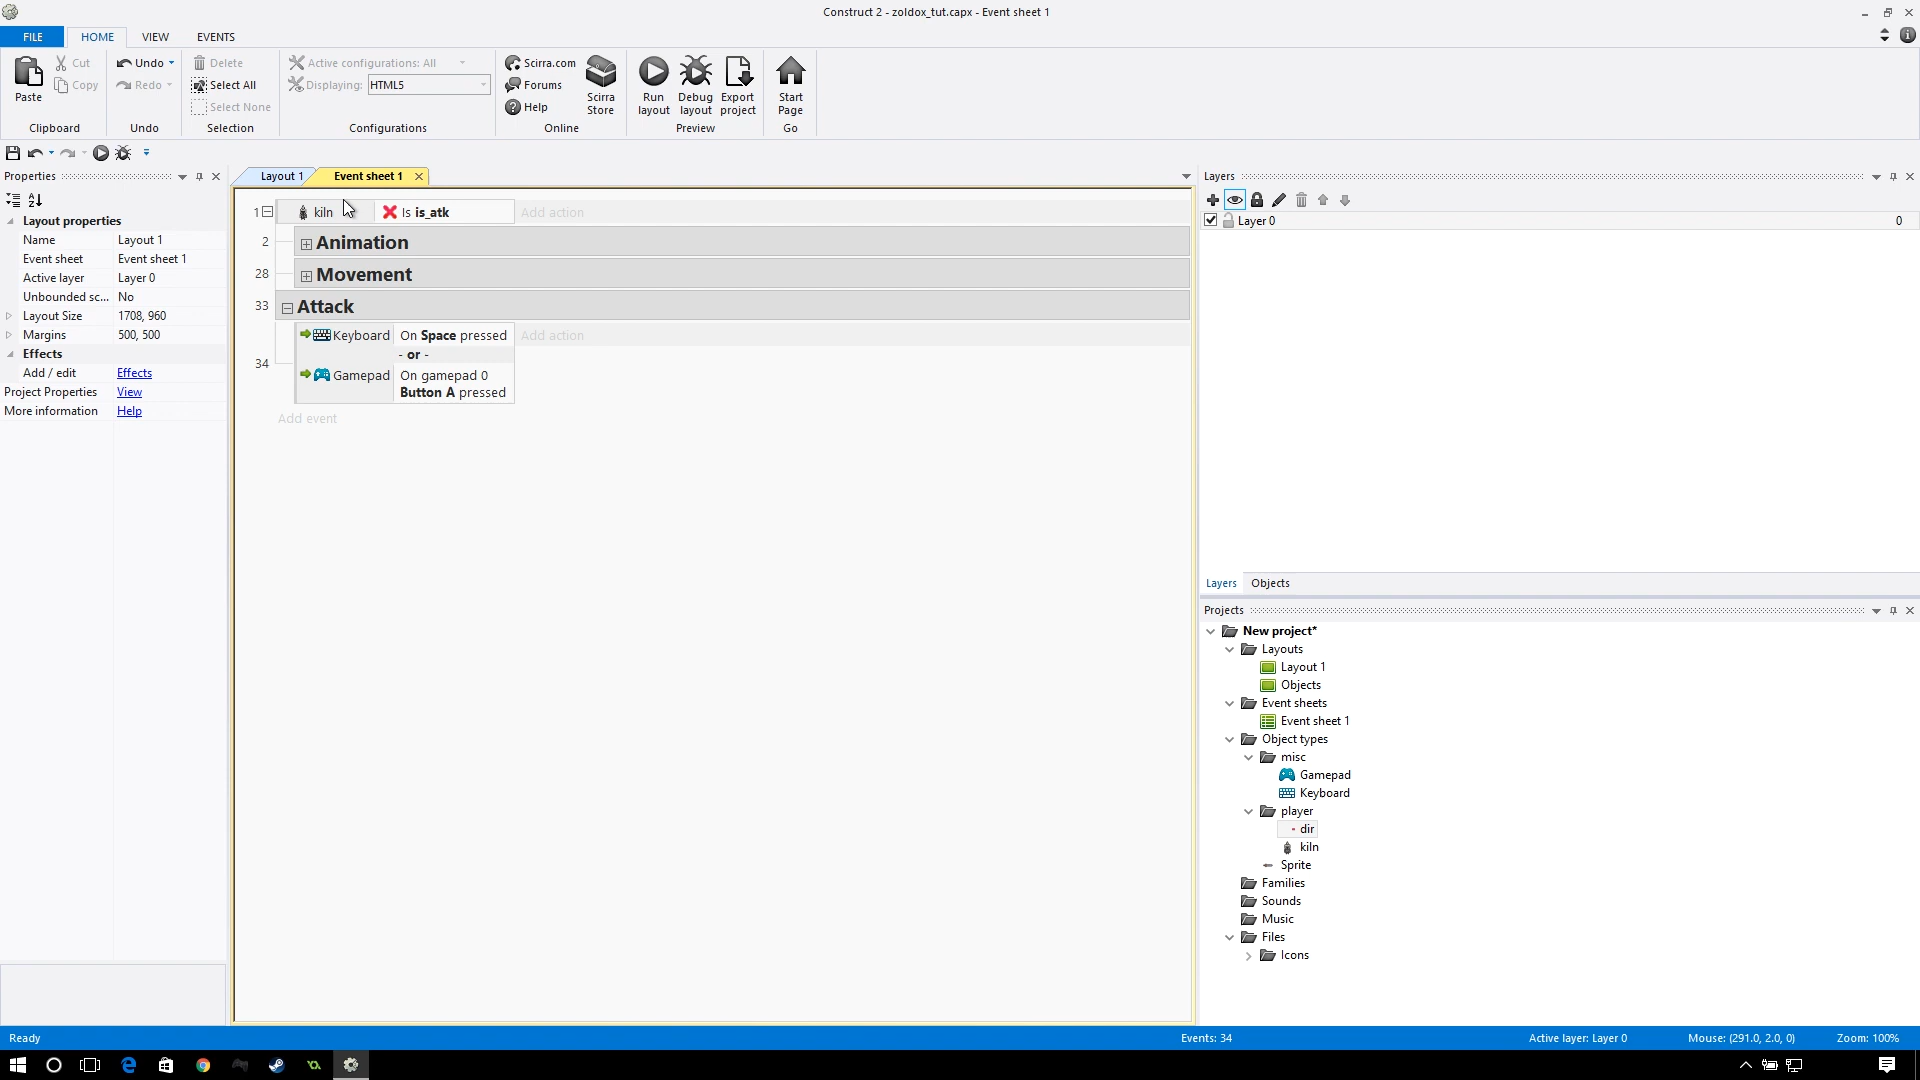 Construct 2 - zoldox_tut.capx - Event sheet 1
FILE HOME VIEW EVENTS
Paste Cut Copy Undo Redo Delete Select All Select None
Active configurations: All
Displaying: HTML5
Scirra.com
Forums
Help
Scirra Store
Run layout
Debug layout
Export project
Start Page
Clipboard Undo Selection Configurations Online Preview Go
Properties
Layout properties
Name Layout 1
Event sheet Event sheet 1
Active layer Layer 0
Unbounded sc... No
Layout Size 1708, 960
Margins 500, 500
Effects
Add / edit Effects
Project Properties View
More information Help
Layout 1 Event sheet 1
1 kiln Is is_atk Add action
2 Animation
28 Movement
33 Attack
Keyboard On Space pressed Add action
- or -
34
Gamepad On gamepad 0
Button A pressed
Add event
Layers
Layer 0 0
Layers Objects
Projects
New project*
Layouts
Layout 1
Objects
Event sheets
Event sheet 1
Object types
misc
Gamepad
Keyboard
player
dir
kiln
Sprite
Families
Sounds
Music
Files
Icons
Ready Events: 34 Active layer: Layer 0 Mouse: (291.0, 2.0, 0) Zoom: 100%